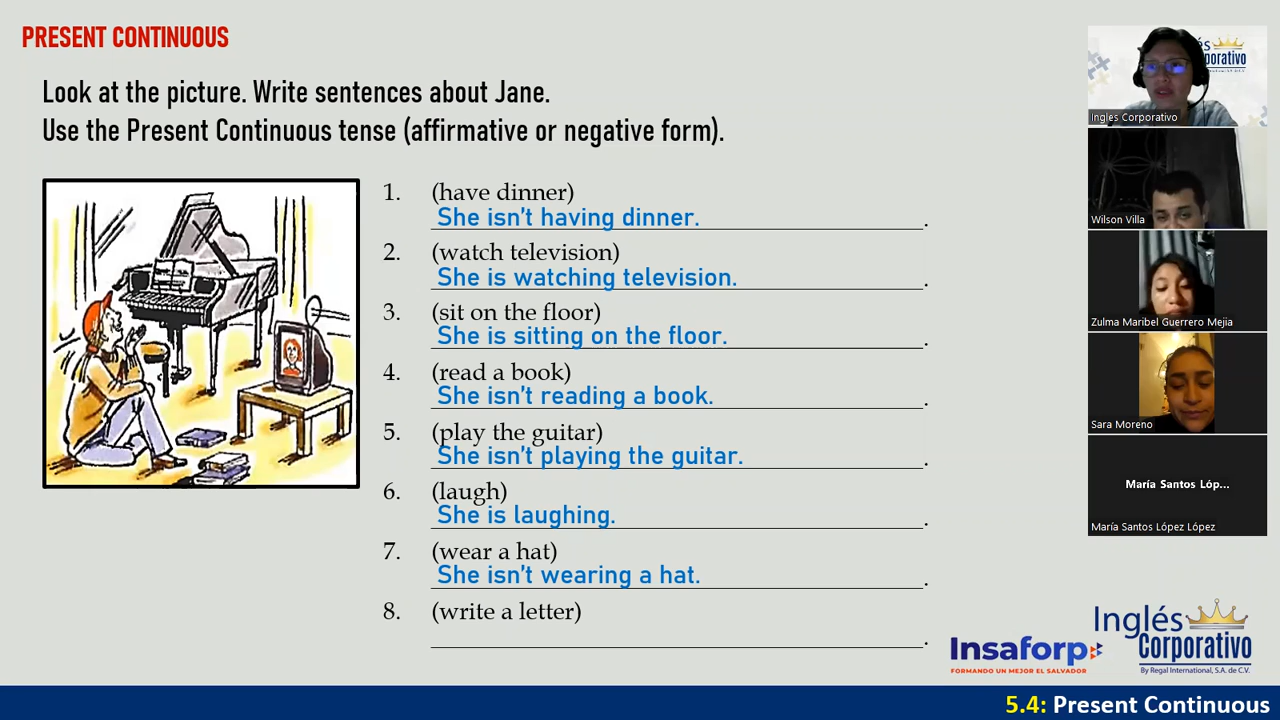 PRESENT CONTINUOUS
Look at the picture. Write sentences about Jane.
Use the Present Continuous tense (affirmative or negative form).
1. (have dinner)
She isn't having dinner. .
2. (watch television)
She is watching television. .
3. (sit on the floor)
She is sitting on the floor. .
4. (read a book)
She isn't reading a book. .
5. (play the guitar)
She isn't playing the guitar. .
6. (laugh)
She is laughing. .
7. (wear a hat)
She isn't wearing a hat. .
8. (write a letter)
.
és
rporativo
Inglés Corporativo
Wilson Villa
Zulma Maribel Guerrero Mejia
Sara Moreno
María Santos Lóp...
María Santos López López
Insaforp
FORMANDO UN MEJOR EL SALVADOR
Inglés
Corporativo
By Regal International, S.A. de C.V.
5.4: Present Continuous